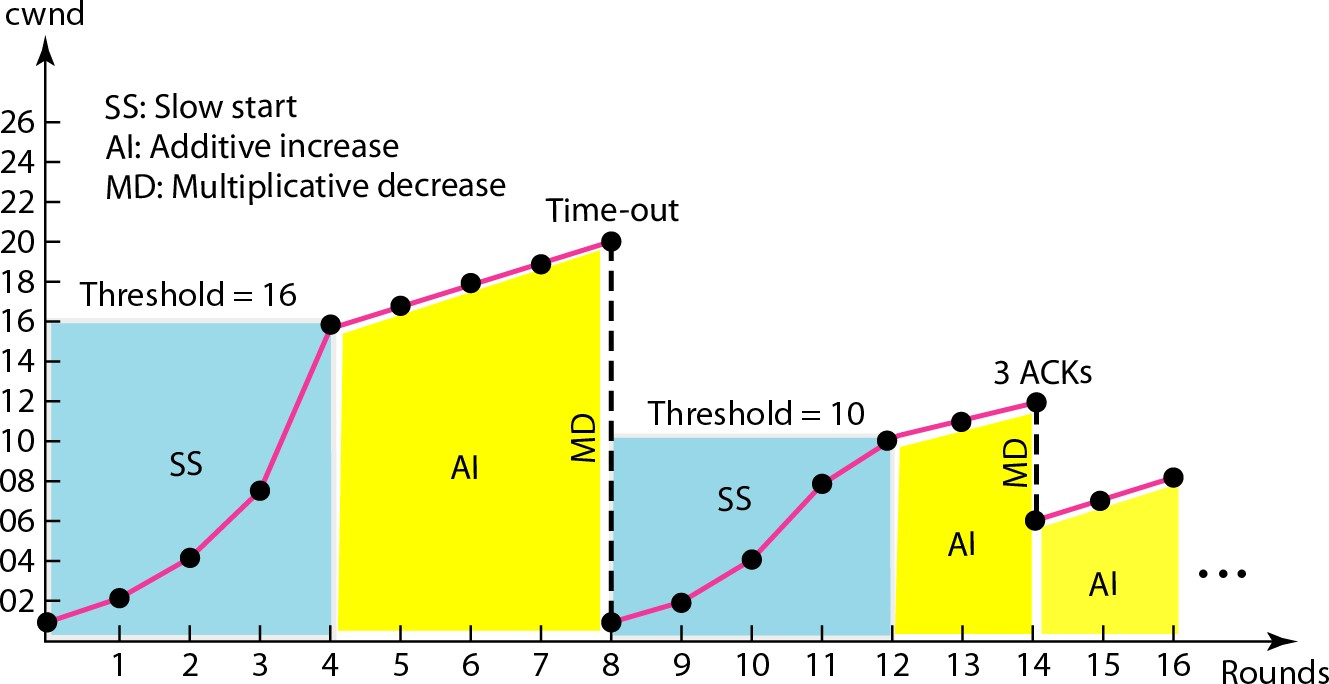 cwnd
SS: Slow start
AI: Additive increase
MD: Multiplicative decrease
26
24
22
20
18
16
14
12
10
08
06
04
02
Time-out
Threshold = 16
3 ACKs
Threshold = 10
SS
AI
MD
SS
AI
MD
AI
...
1 2 3 4 5 6 7 8 9 10 11 12 13 14 15 16
Rounds